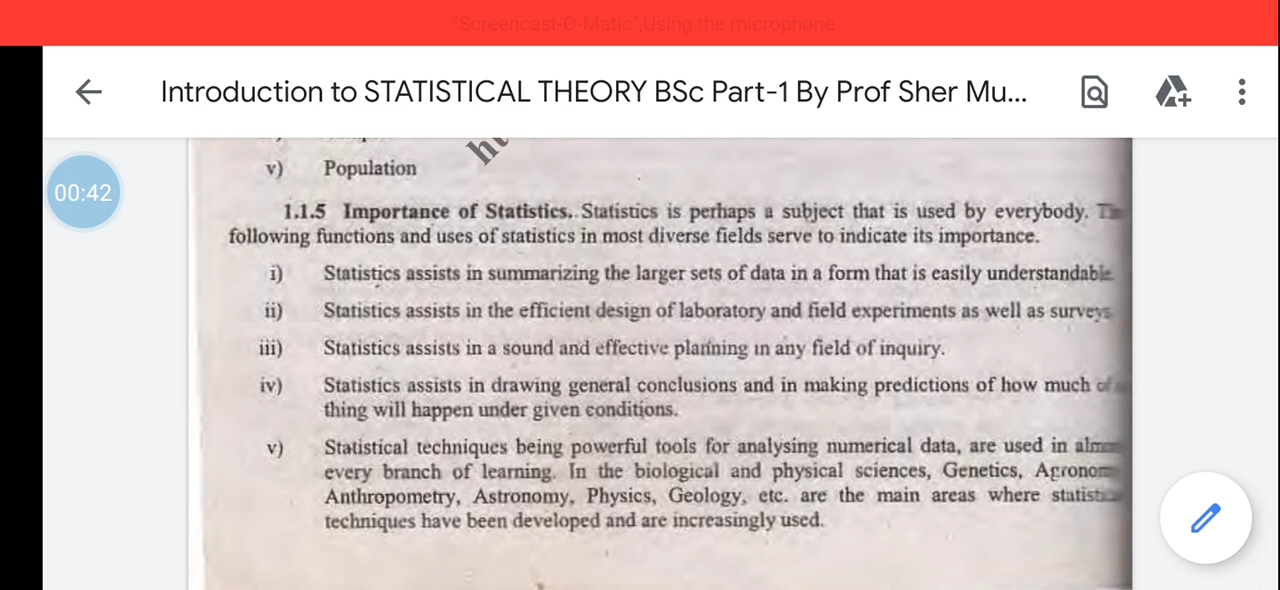 "Screencast-O-Matic",Using the microphone
Introduction to STATISTICAL THEORY BSc Part-1 By Prof Sher Mu...
00:42
v) Population
1.1.5 Importance of Statistics. Statistics is perhaps a subject that is used by everybody.
following functions and uses of statistics in most diverse fields serve to indicate its importance.
i) Statistics assists in summarizing the larger sets of data in a form that is easily understandable
ii) Statistics assists in the efficient design of laboratory and field experiments as well as surveys
iii) Statistics assists in a sound and effective planning in any field of inquiry.
iv) Statistics assists in drawing general conclusions and in making predictions of how much of
thing will happen under given conditions.
v) Statistical techniques being powerful tools for analysing numerical data, are used in
every branch of learning. In the biological and physical sciences, Genetics,
Anthropometry, Astronomy, Physics, Geology, etc. are the main areas where
techniques have been developed and are increasingly used.